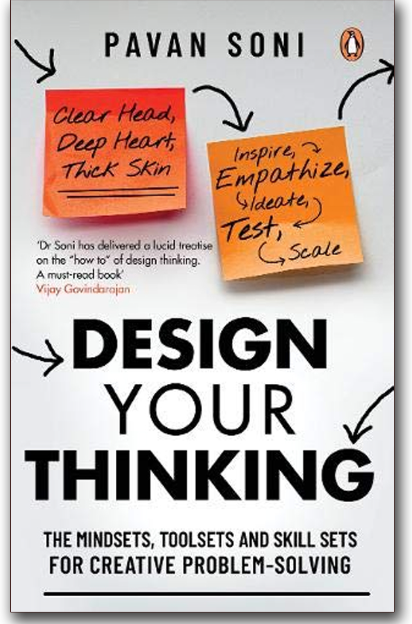 PAVAN SONI
Clear Head,
Deep Heart,
Thick Skin
Inspire,
Empathize,
Ideate,
Test,
Scale
'Dr Soni has delivered a lucid treatise
on the "how to" of design thinking.
A must-read book'
Vijay Govindarajan
DESIGN
YOUR
THINKING
THE MINDSETS, TOOLSETS AND SKILL SETS
FOR CREATIVE PROBLEM-SOLVING